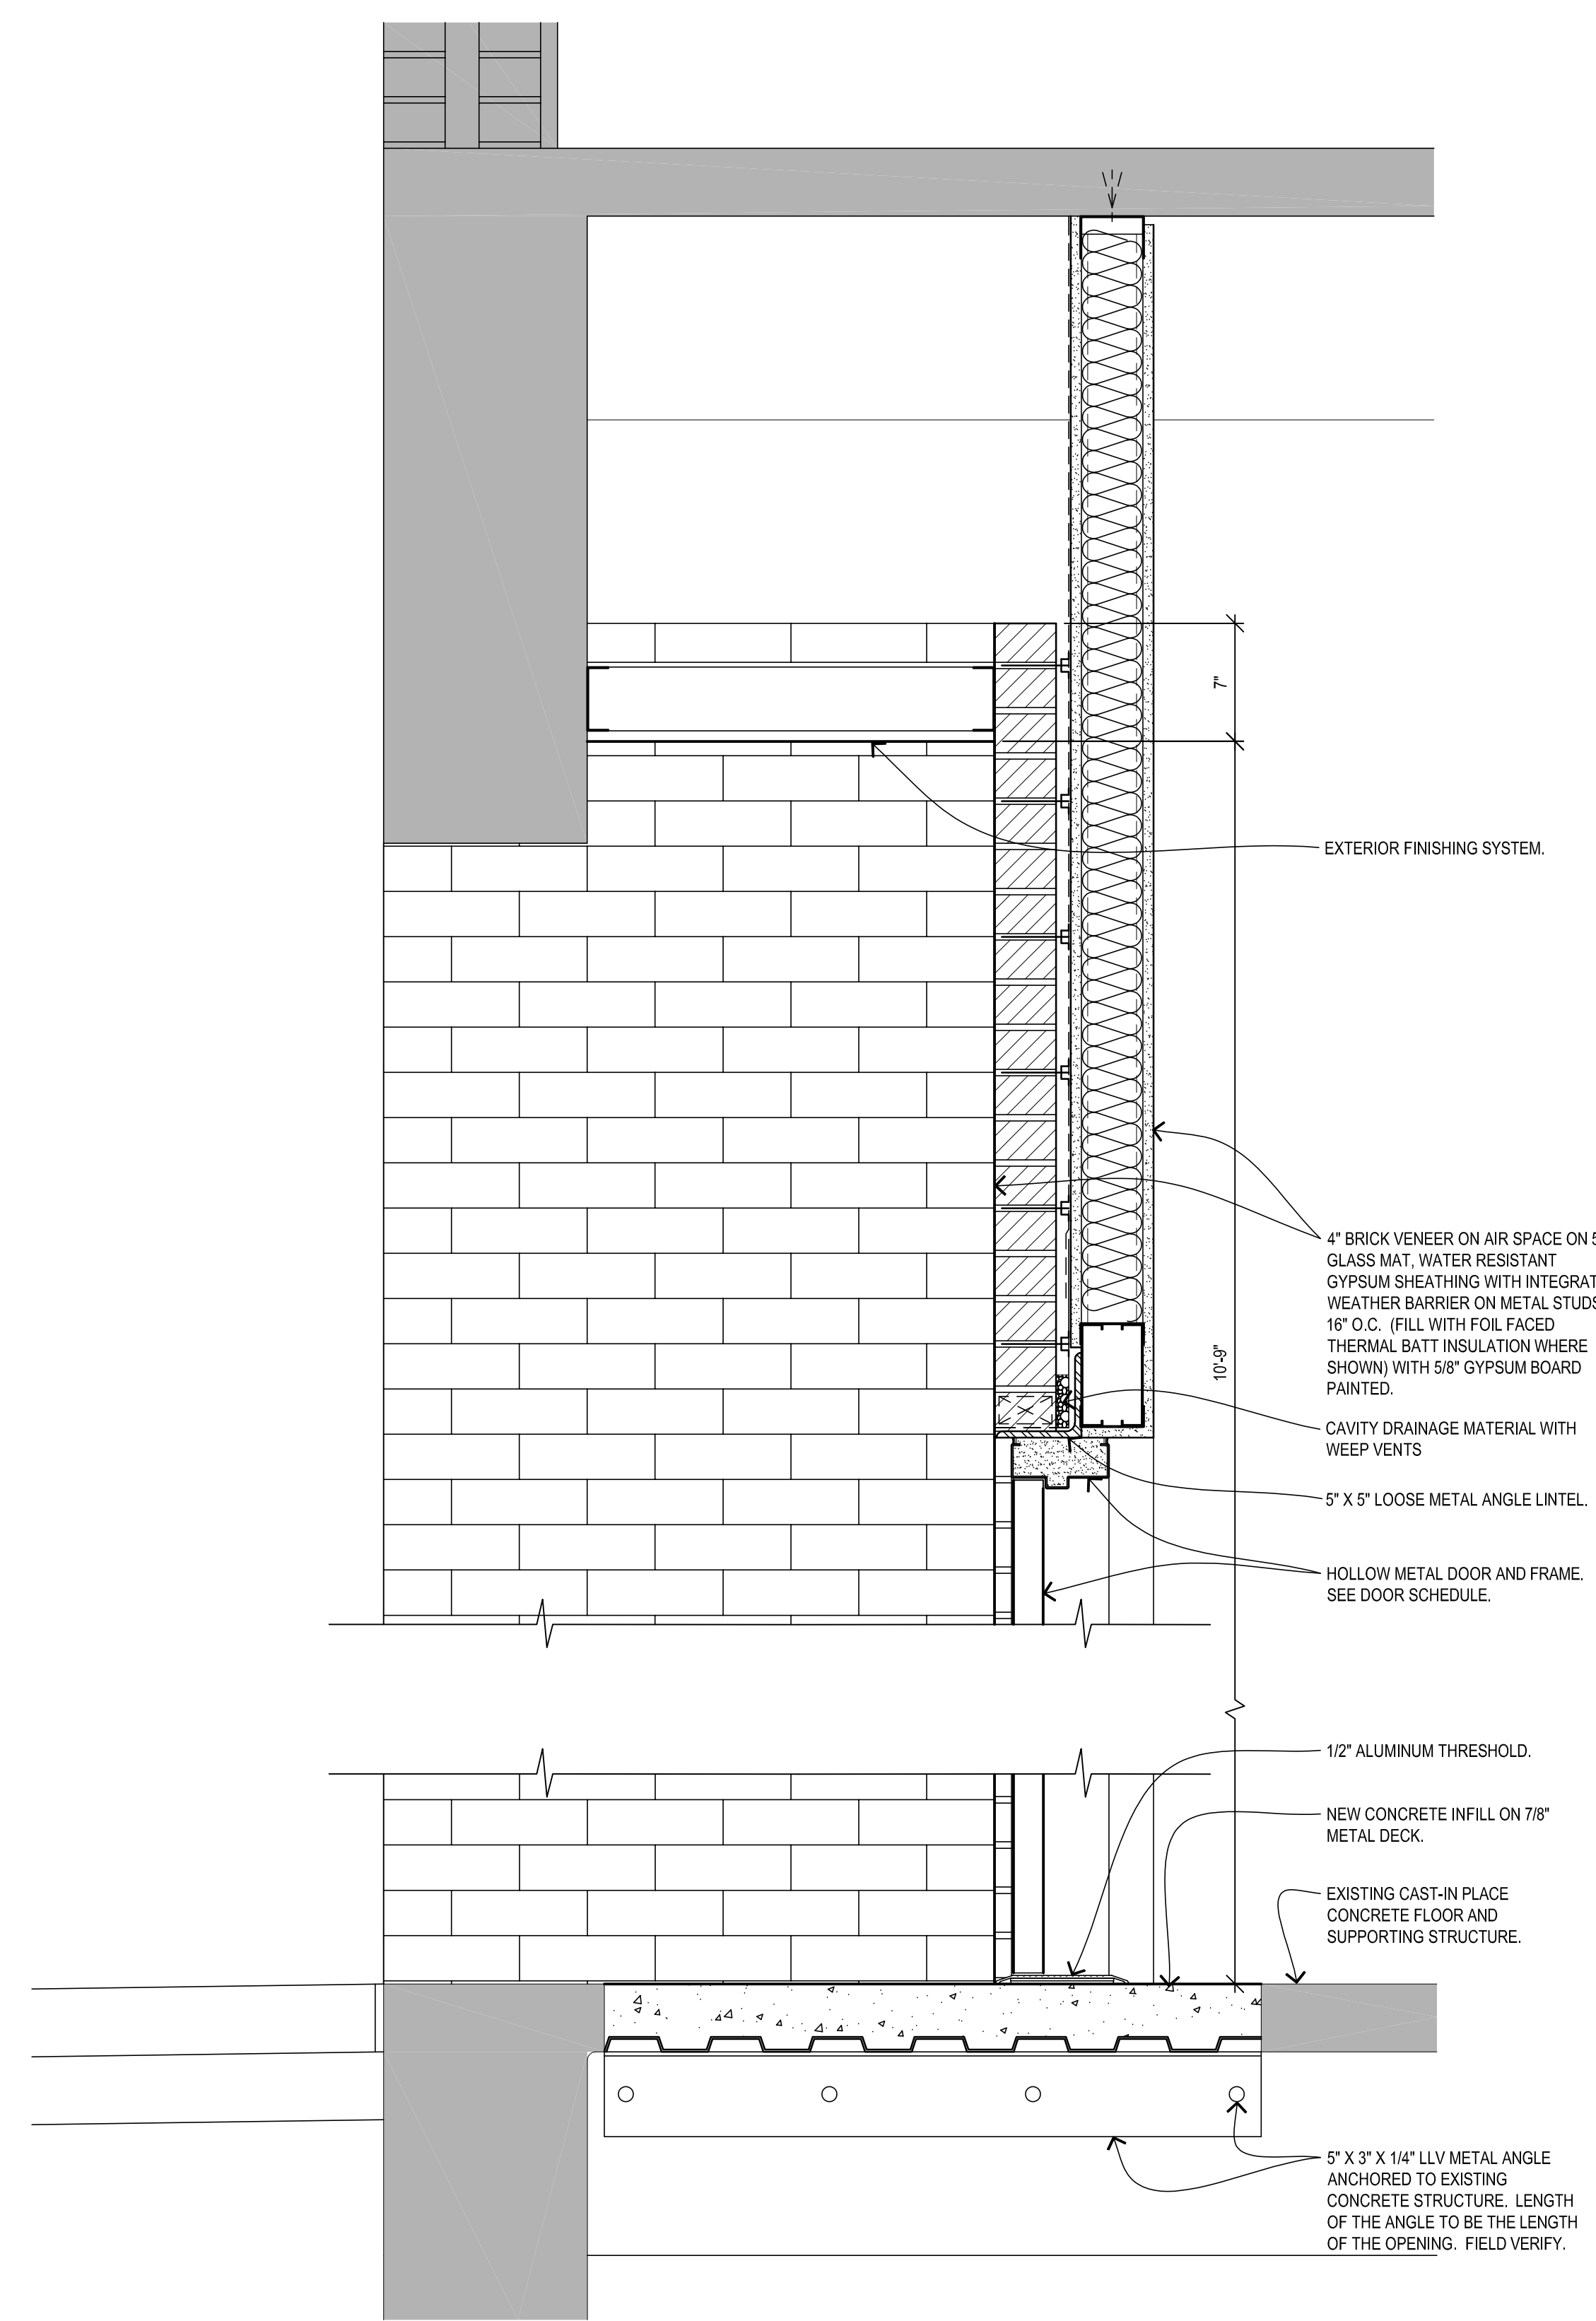 7"
EXTERIOR FINISHING SYSTEM.
4" BRICK VENEER ON AIR SPACE ON
GLASS MAT, WATER RESISTANT
GYPSUM SHEATHING WITH
WEATHER BARRIER ON METAL STUDS
16" O.C. (FILL WITH FOIL FACED
THERMAL BATT INSULATION WHERE
SHOWN) WITH 5/8" GYPSUM BOARD
PAINTED.
10'-9"
CAVITY DRAINAGE MATERIAL WITH
WEEP VENTS
5" X 5" LOOSE METAL ANGLE LINTEL.
HOLLOW METAL DOOR AND FRAME.
SEE DOOR SCHEDULE.
1/2" ALUMINUM THRESHOLD.
NEW CONCRETE INFILL ON 7/8"
METAL DECK.
EXISTING CAST-IN PLACE
CONCRETE FLOOR AND
SUPPORTING STRUCTURE.
5" X 3" X 1/4" LLV METAL ANGLE
ANCHORED TO EXISTING
CONCRETE STRUCTURE. LENGTH
OF THE ANGLE TO BE THE LENGTH
OF THE OPENING. FIELD VERIFY.